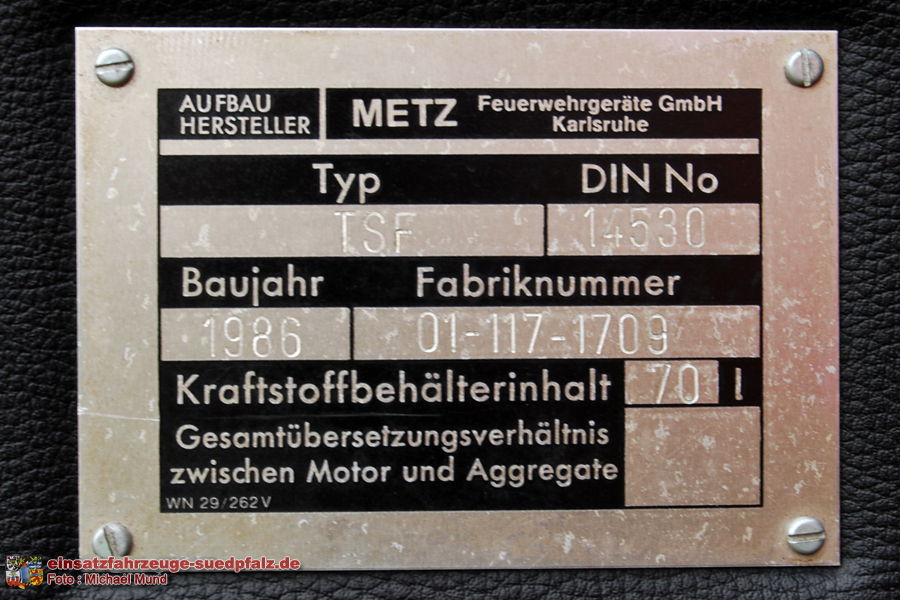 AUFBAU
HERSTELLER
METZ Feuerwehrgeräte GmbH
Karlsruhe
Typ DIN No
TSF 14530
Baujahr Fabriknummer
1986 01-117-1709
Kraftstoffbehälterinhalt 70 l
Gesamtübersetzungsverhältnis
zwischen Motor und Aggregate
WN 29/262V
einsatzfahrzeuge-suedpfalz.de
Foto : Michael Mund